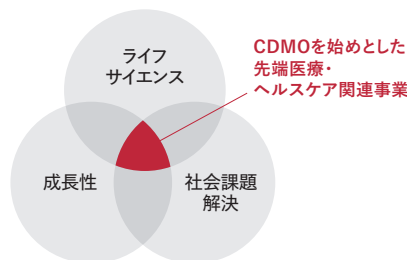 ライフ
サイエンス
CDMOを始めとした
先端医療・
ヘルスケア関連事業
成長性
社会課題
解決